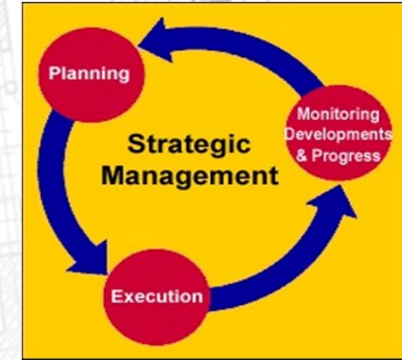 Planning
Monitoring
Developments
& Progress
Strategic
Management
Execution